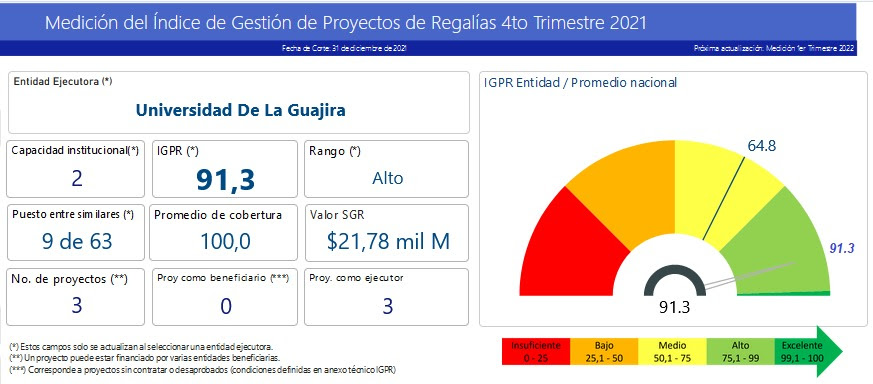 Medición del Índice de Gestión de Proyectos de Regalías 4to Trimestre 2021
Fecha de Corte: 31 de diciembre de 2021
Próxima actualización: Medición 1er Trimestre 2022
Entidad Ejecutora (*)
Universidad De La Guajira
Capacidad institucional(*)
2
IGPR (*)
91,3
Rango (*)
Alto
Puesto entre similares (*)
9 de 63
Promedio de cobertura
100,0
Valor SGR
$21,78 mil M
No. de proyectos (**)
3
Proy como beneficiario (***)
0
Proy. como ejecutor
3
(*) Estos campos solo se actualizan al seleccionar una entidad ejecutora.
(**) Un proyecto puede estar financiado por varias entidades beneficiarias.
(***) Corresponde a proyectos sin contratar o desaprobados (condiciones definidas en anexo técnico IGPR)
IGPR Entidad / Promedio nacional
64.8
91.3
91.3
Insuficiente
0 - 25
Bajo
25,1 - 50
Medio
50,1 - 75
Alto
75,1 - 99
Excelente
99,1 - 100